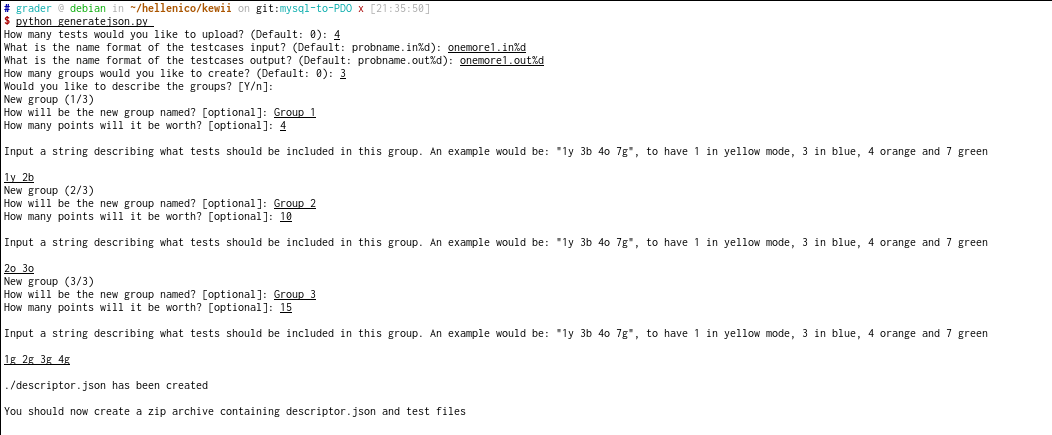 # grader @ debian in ~/hellenico/kewii on git:mysql-to-PDO x [21:35:50]
$ python generatejson.py
How many tests would you like to upload? (Default: 0): 4
What is the name format of the testcases input? (Default: probname.in%d): onemore1.in%d
What is the name format of the testcases output? (Default: probname.out%d): onemore1.out%d
How many groups would you like to create? (Default: 0): 3
Would you like to describe the groups? [Y/n]:
New group (1/3)
How will be the new group named? [optional]: Group 1
How many points will it be worth? [optional]: 4
Input a string describing what tests should be included in this group. An example would be: "1y 3b 4o 7g", to have 1 in yellow mode, 3 in blue, 4 orange and 7 green
1y 2b
New group (2/3)
How will be the new group named? [optional]: Group 2
How many points will it be worth? [optional]: 10
Input a string describing what tests should be included in this group. An example would be: "1y 3b 4o 7g", to have 1 in yellow mode, 3 in blue, 4 orange and 7 green
2o 3o
New group (3/3)
How will be the new group named? [optional]: Group 3
How many points will it be worth? [optional]: 15
Input a string describing what tests should be included in this group. An example would be: "1y 3b 4o 7g", to have 1 in yellow mode, 3 in blue, 4 orange and 7 green
1g 2g 3g 4g
./descriptor.json has been created
You should now create a zip archive containing descriptor.json and test files